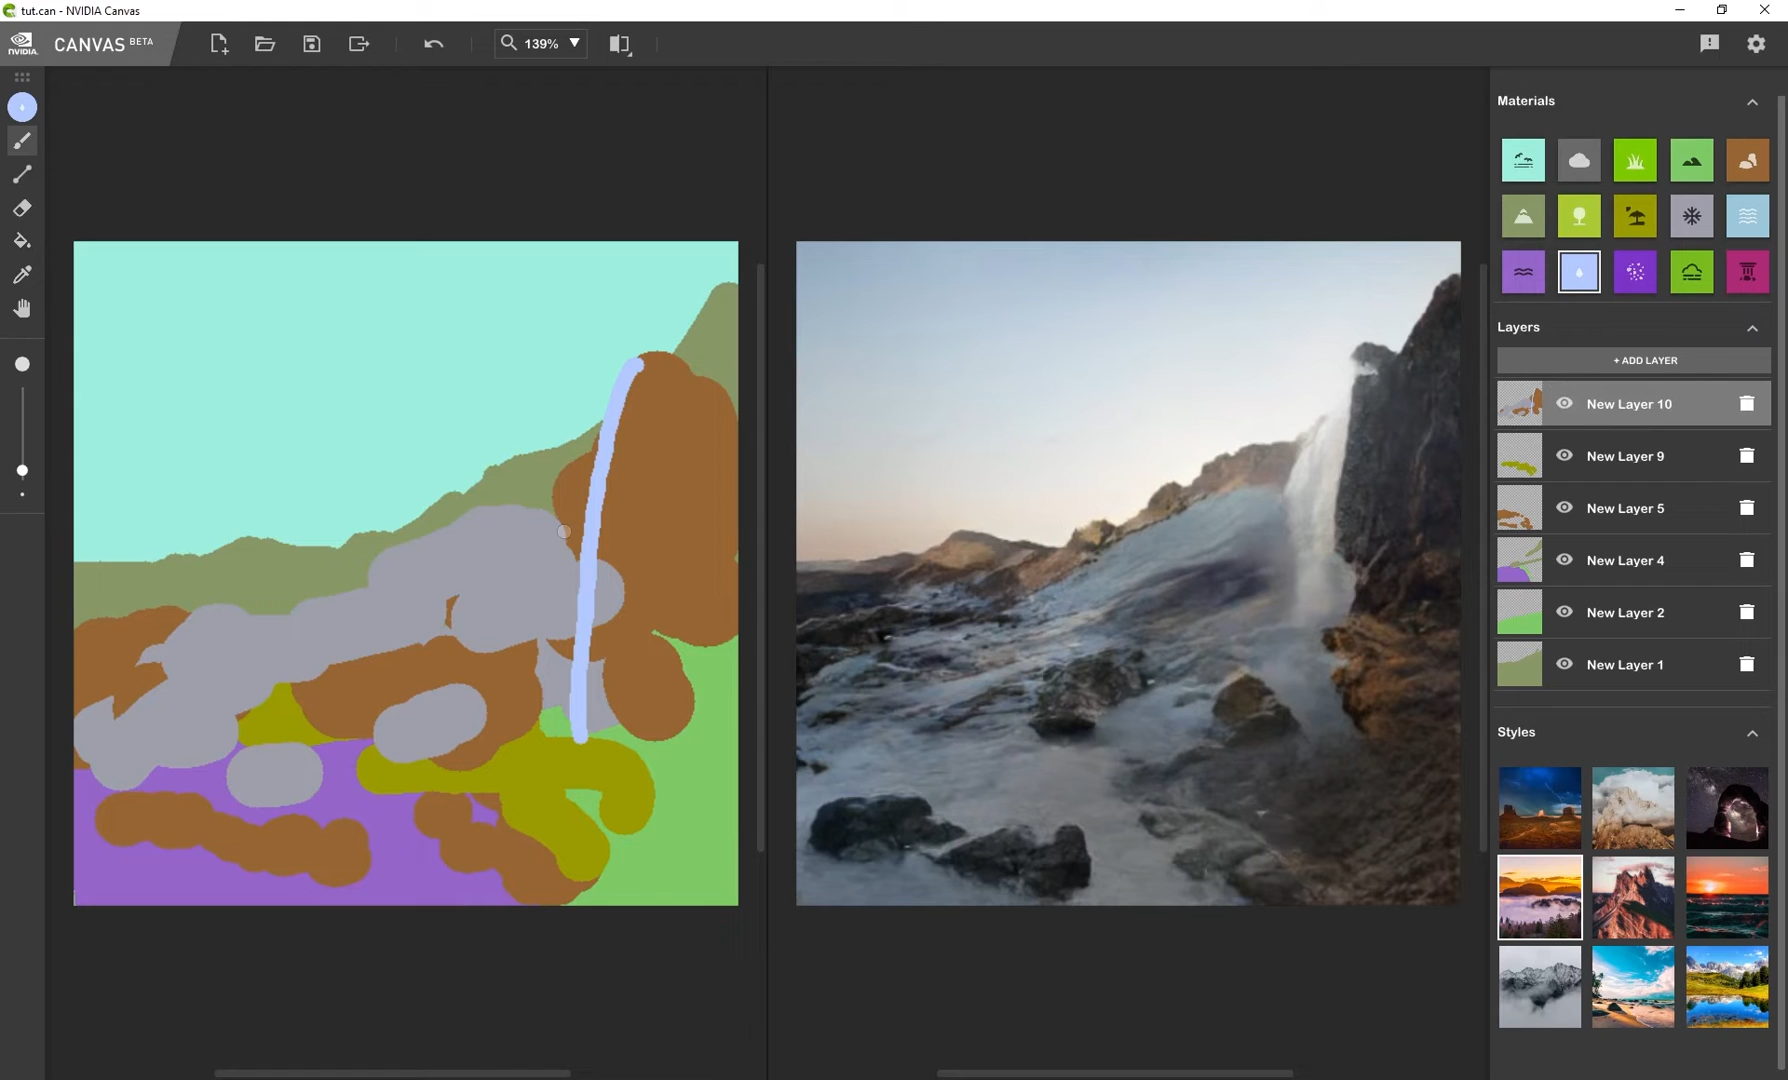 tut.can - NVIDIA Canvas
NVIDIA. CANVAS BETA
139%
Materials
Layers
+ ADD LAYER
New Layer 10
New Layer 9
New Layer 5
New Layer 4
New Layer 2
New Layer 1
Styles